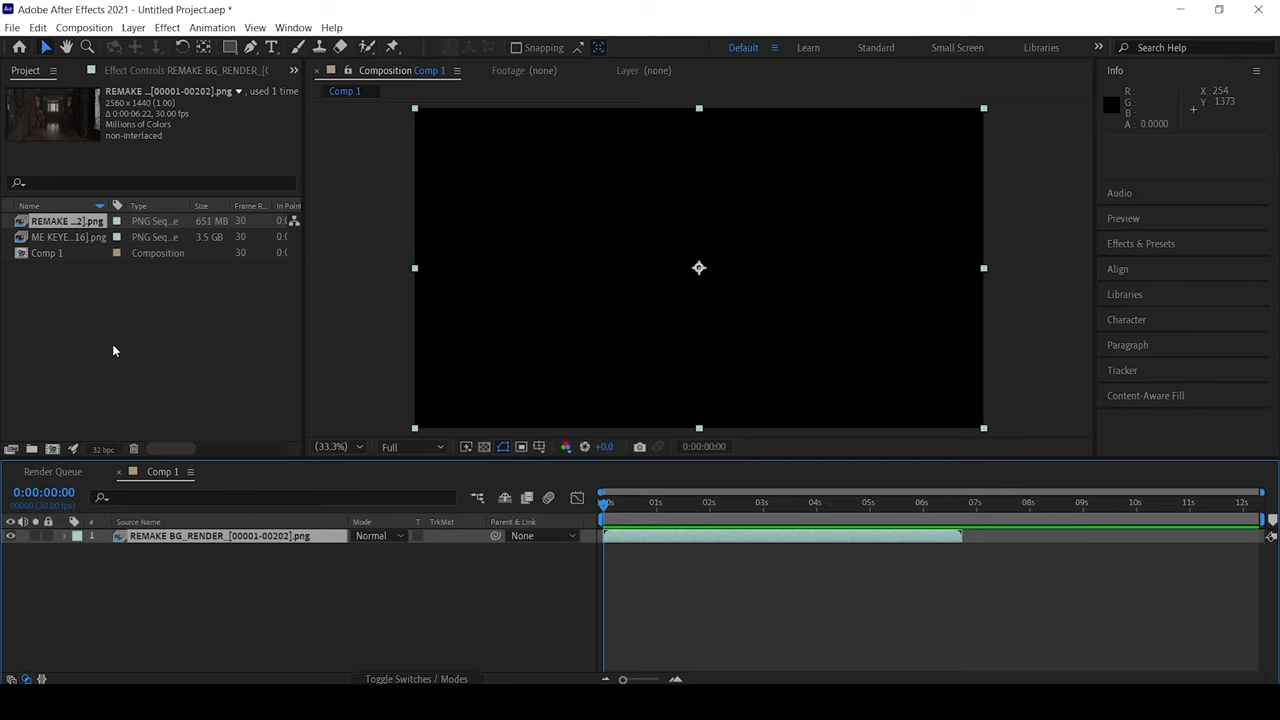 Adobe After Effects 2021 - Untitled Project.aep *
File Edit Composition Layer Effect Animation View Window Help
Snapping Default Learn Standard Small Screen Libraries Search Help
Project Effect Controls REMAKE BG_RENDER_[0 Composition Comp 1 Footage (none) Layer (none) Info
Comp 1
REMAKE ...[00001-00202].png, used 1 time
2560 x 1440 (1.00)
Δ 0:00:06:22, 30.00 fps
Millions of Colors
non-interlaced
R:
G:
B:
A: 0.0000
X: 254
Y: 1373
Audio
Preview
Effects & Presets
Align
Libraries
Character
Paragraph
Tracker
Content-Aware Fill
Name Type Size Frame R... In Point
REMAKE ...2].png PNG Seq...e 651 MB 30 0:(
ME KEYE...16].png PNG Seq...e 3.5 GB 30 0:(
Comp 1 Composition 30 0:(
32 bpc
(33.3%) Full +0.0 0:00:00:00
Render Queue Comp 1
0:00:00:00
00000 (30.00 fps)
:00s 01s 02s 03s 04s 05s 06s 07s 08s 09s 10s 11s 12s
# Source Name Mode T TrkMat Parent & Link
1 REMAKE BG_RENDER_[00001-00202].png Normal None
Toggle Switches / Modes